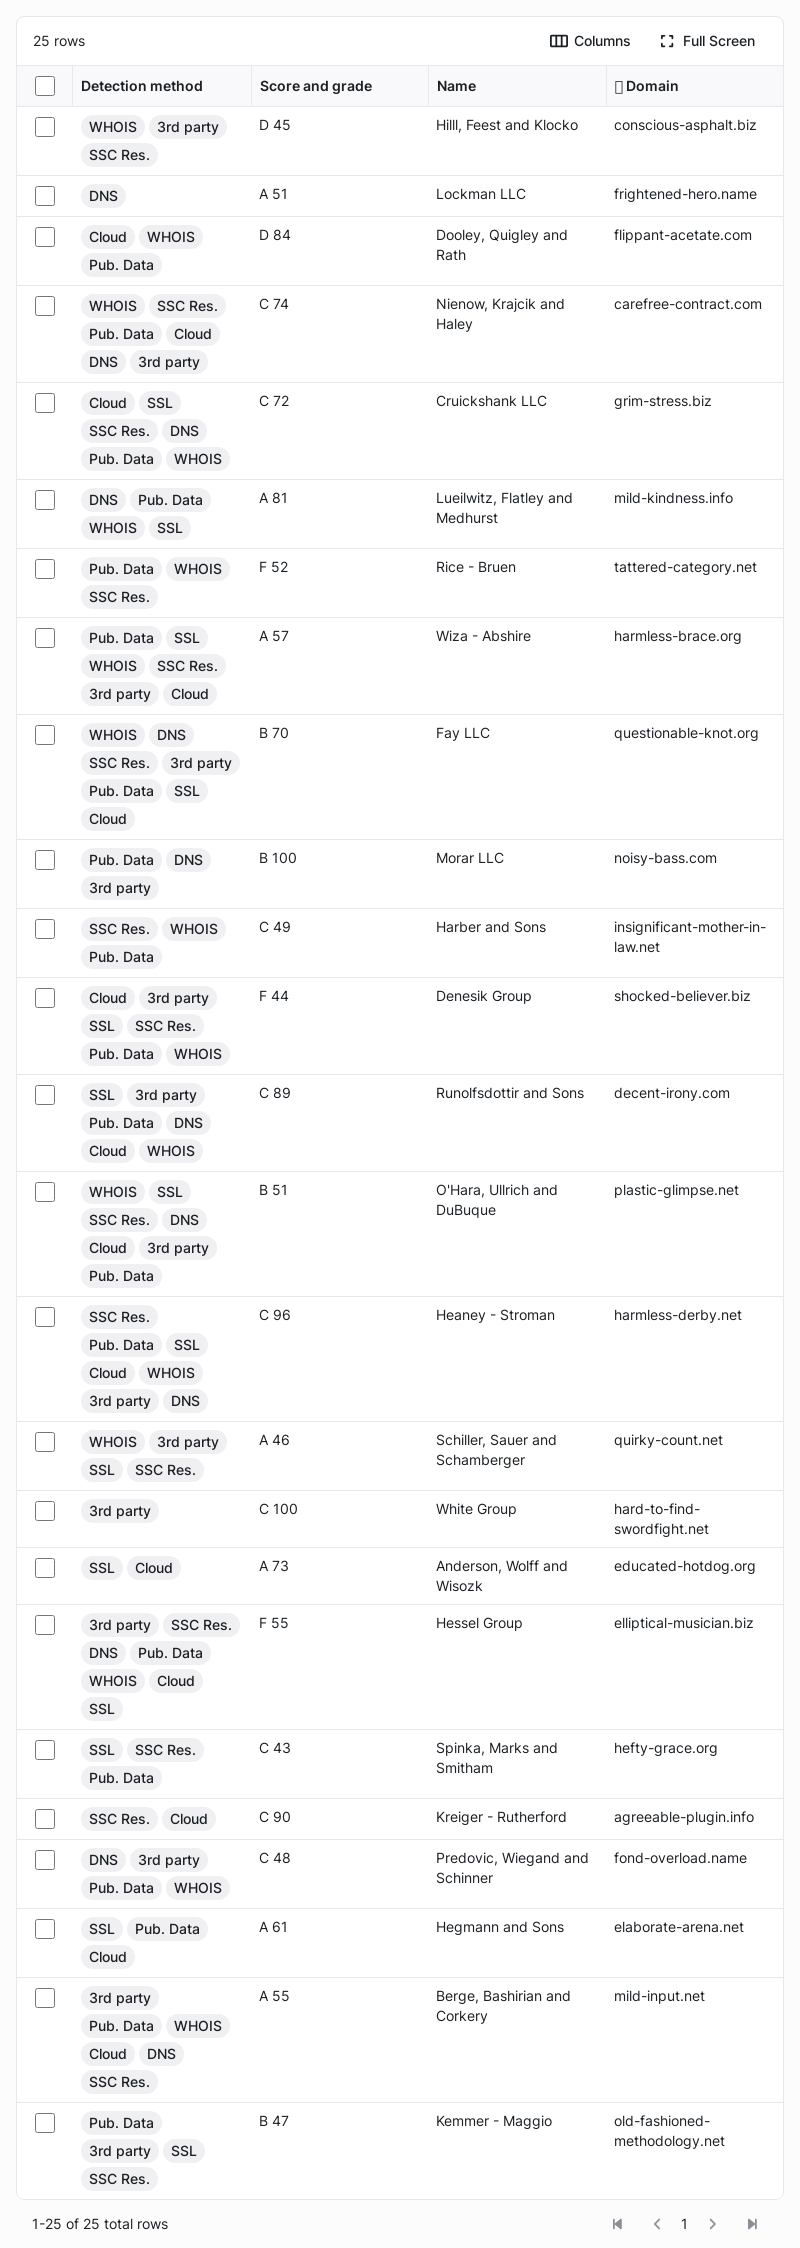 25 rows
Columns
Full Screen
Detection method
Score and grade
Name
Domain
WHOIS 3rd party
SSC Res.
D 45
Hilll, Feest and Klocko
conscious-asphalt.biz
DNS
A 51
Lockman LLC
frightened-hero.name
Cloud WHOIS
Pub. Data
D 84
Dooley, Quigley and
Rath
flippant-acetate.com
WHOIS SSC Res.
Pub. Data Cloud
DNS 3rd party
C 74
Nienow, Krajcik and
Haley
carefree-contract.com
Cloud SSL
SSC Res. DNS
Pub. Data WHOIS
C 72
Cruickshank LLC
grim-stress.biz
DNS Pub. Data
WHOIS SSL
A 81
Lueilwitz, Flatley and
Medhurst
mild-kindness.info
Pub. Data WHOIS
SSC Res.
F 52
Rice - Bruen
tattered-category.net
Pub. Data SSL
WHOIS SSC Res.
3rd party Cloud
A 57
Wiza - Abshire
harmless-brace.org
WHOIS DNS
SSC Res. 3rd party
Pub. Data SSL
Cloud
B 70
Fay LLC
questionable-knot.org
Pub. Data DNS
3rd party
B 100
Morar LLC
noisy-bass.com
SSC Res. WHOIS
Pub. Data
C 49
Harber and Sons
insignificant-mother-in-
law.net
Cloud 3rd party
SSL SSC Res.
Pub. Data WHOIS
F 44
Denesik Group
shocked-believer.biz
SSL 3rd party
Pub. Data DNS
Cloud WHOIS
C 89
Runolfsdottir and Sons
decent-irony.com
WHOIS SSL
SSC Res. DNS
Cloud 3rd party
Pub. Data
B 51
O'Hara, Ullrich and
DuBuque
plastic-glimpse.net
SSC Res.
Pub. Data SSL
Cloud WHOIS
3rd party DNS
C 96
Heaney - Stroman
harmless-derby.net
WHOIS 3rd party
SSL SSC Res.
A 46
Schiller, Sauer and
Schamberger
quirky-count.net
3rd party
C 100
White Group
hard-to-find-
swordfight.net
SSL Cloud
A 73
Anderson, Wolff and
Wisozk
educated-hotdog.org
3rd party SSC Res.
DNS Pub. Data
WHOIS Cloud
SSL
F 55
Hessel Group
elliptical-musician.biz
SSL SSC Res.
Pub. Data
C 43
Spinka, Marks and
Smitham
hefty-grace.org
SSC Res. Cloud
C 90
Kreiger - Rutherford
agreeable-plugin.info
DNS 3rd party
Pub. Data WHOIS
C 48
Predovic, Wiegand and
Schinner
fond-overload.name
SSL Pub. Data
Cloud
A 61
Hegmann and Sons
elaborate-arena.net
3rd party
Pub. Data WHOIS
Cloud DNS
SSC Res.
A 55
Berge, Bashirian and
Corkery
mild-input.net
Pub. Data
3rd party SSL
SSC Res.
B 47
Kemmer - Maggio
old-fashioned-
methodology.net
1-25 of 25 total rows
1